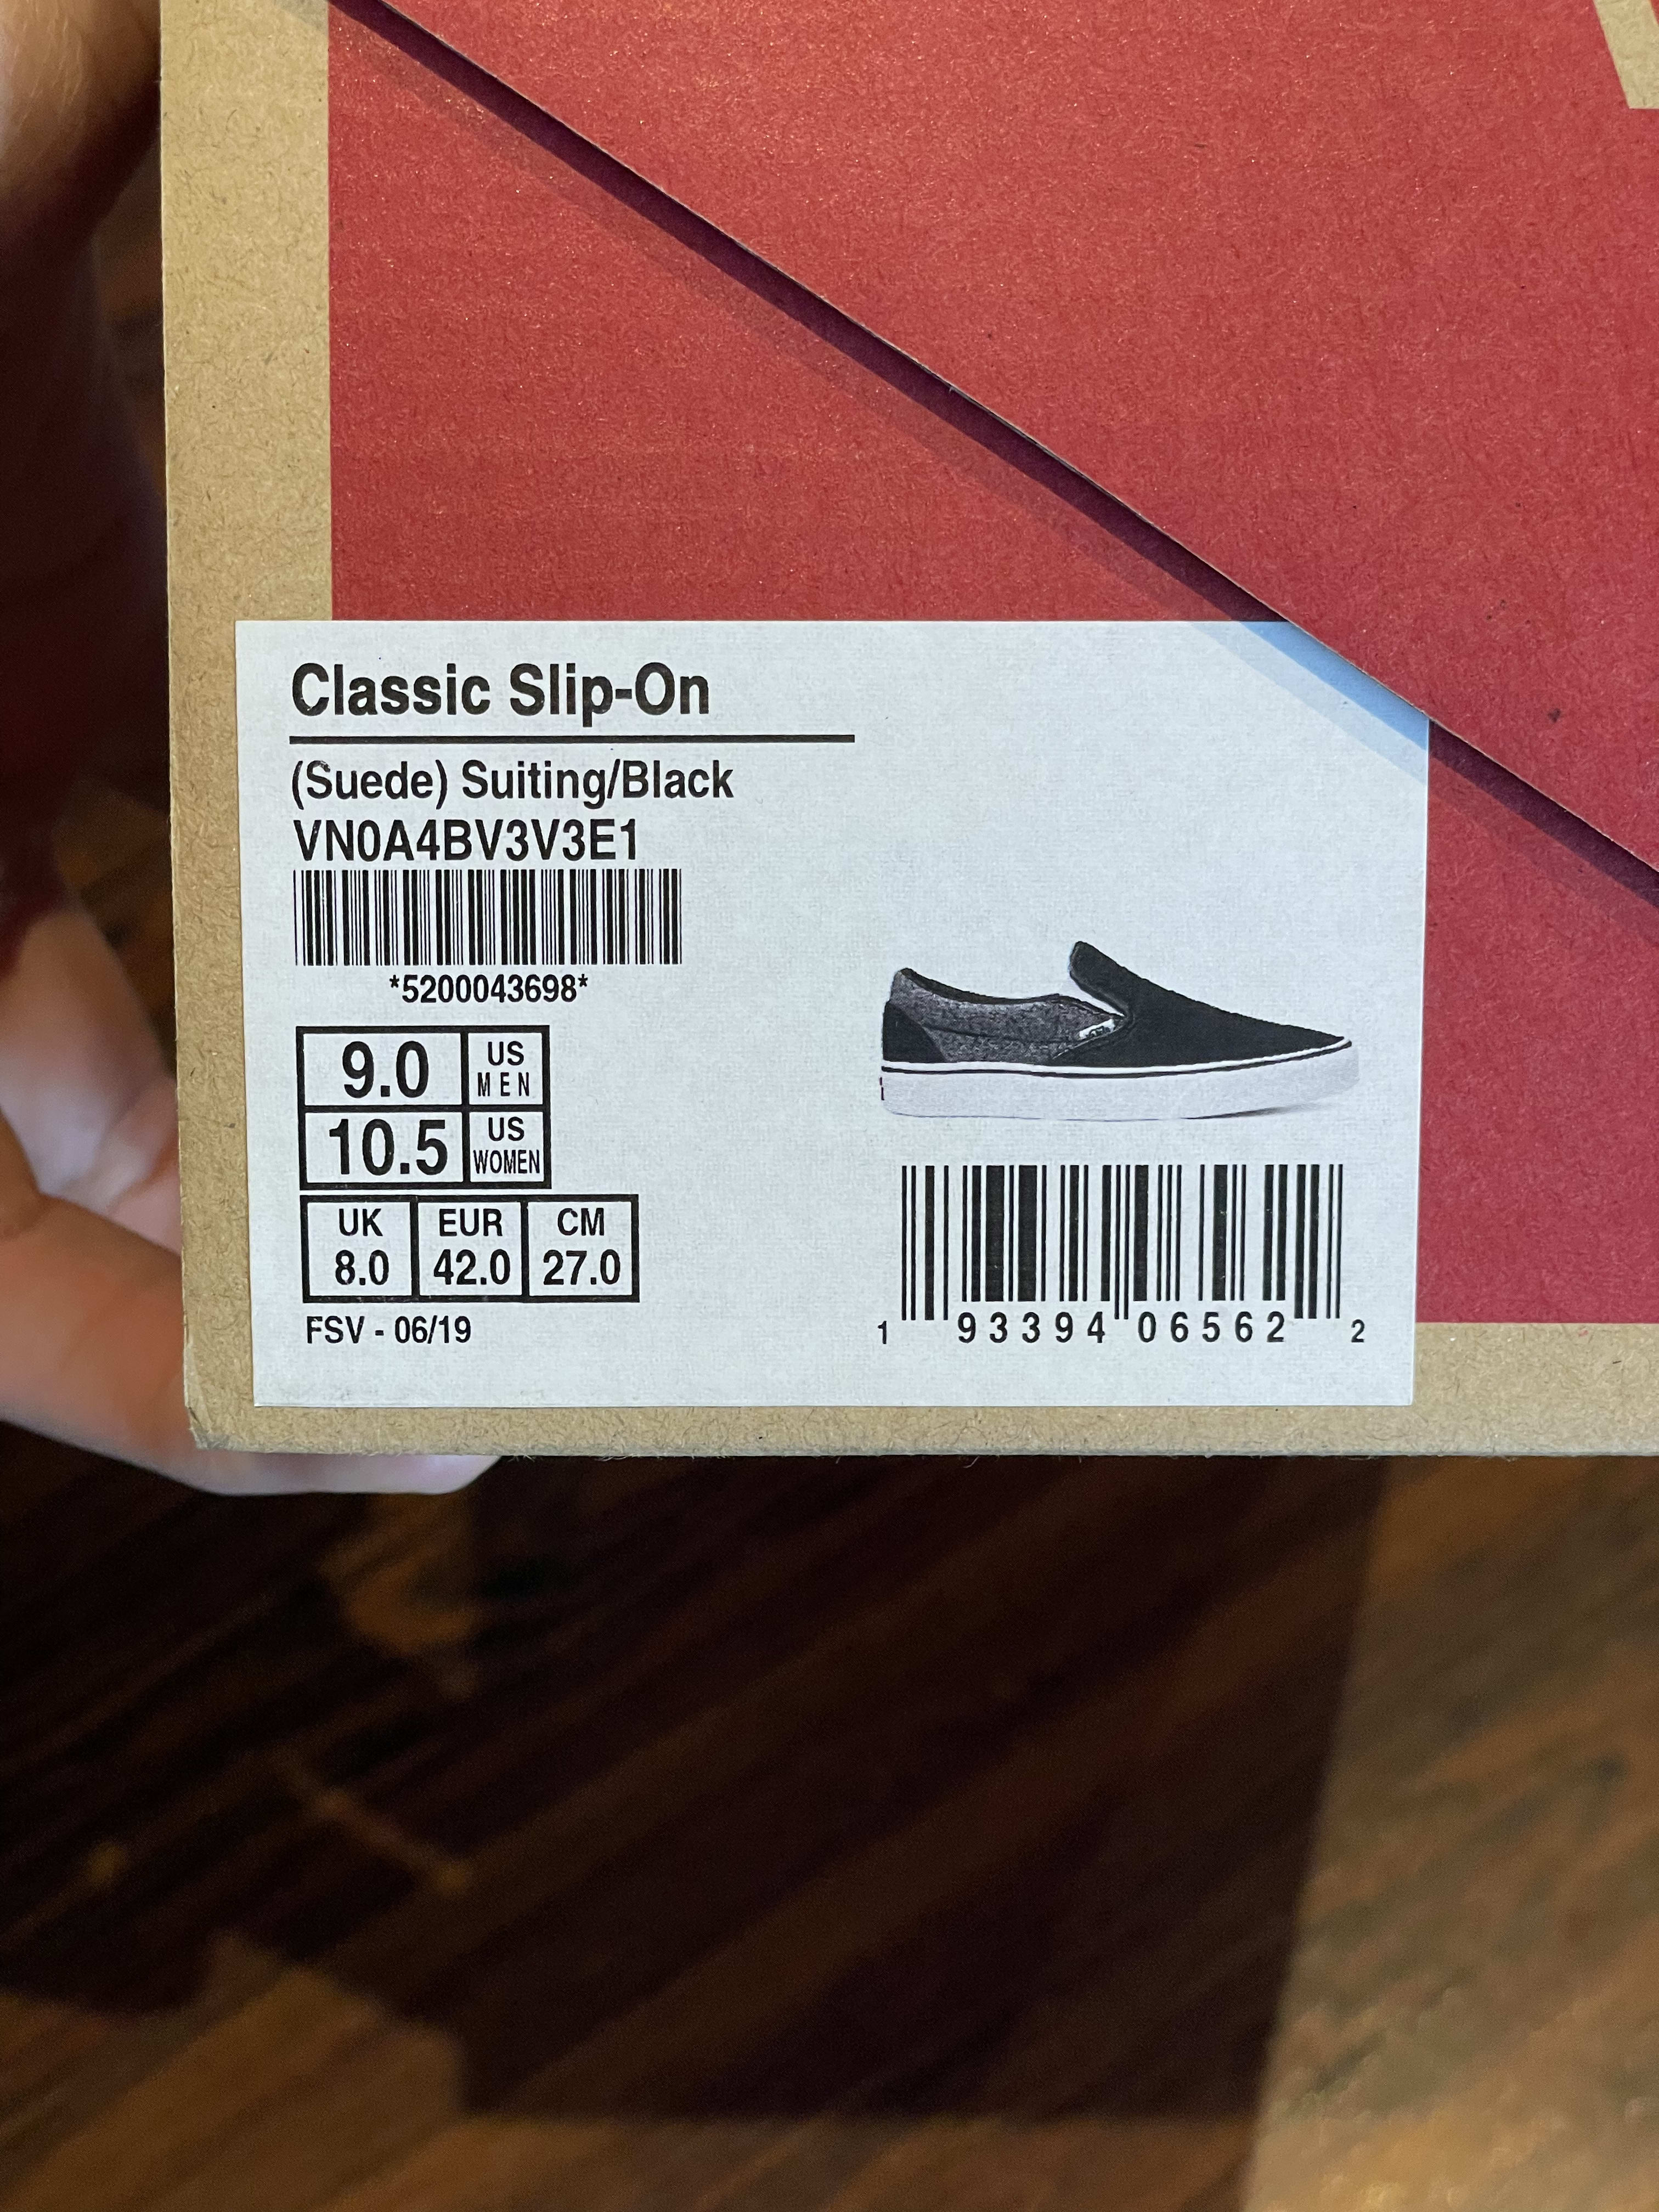 Classic Slip-On
(Suede) Suiting/Black
VN0A4BV3V3E1
*5200043698*
9.0 US MEN
10.5 US WOMEN
UK EUR CM
8.0 42.0 27.0
FSV - 06/19
1 93394 06562 2